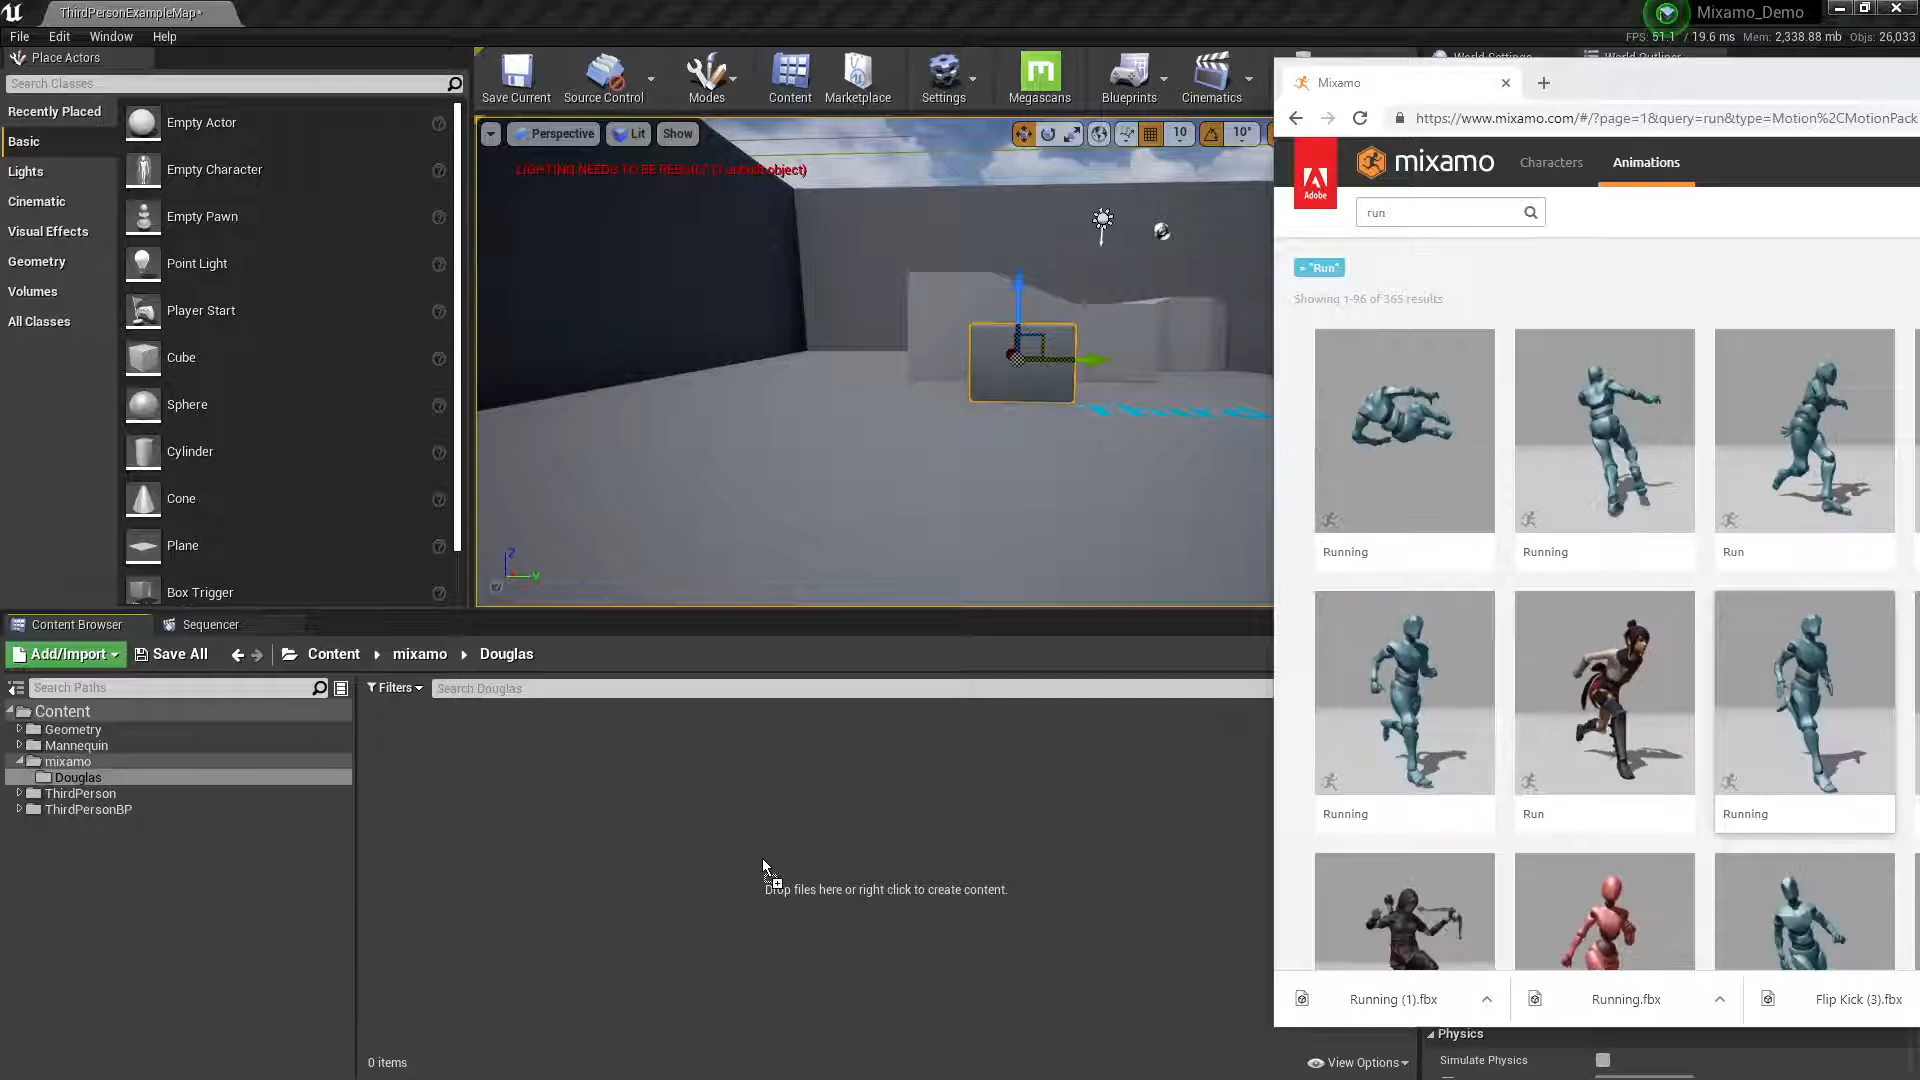 ThirdPersonExampleMap*
Mixamo_Demo
File Edit Window Help
FPS: 51.1 / 19.6 ms Mem: 2,338.88 mb Objs: 26,033
Place Actors
World Settings
World Outliner
Search Classes
Recently Placed
Basic
Lights
Cinematic
Visual Effects
Geometry
Volumes
All Classes
Empty Actor
Empty Character
Empty Pawn
Point Light
Player Start
Cube
Sphere
Cylinder
Cone
Plane
Box Trigger
Save Current
Source Control
Modes
Content
Marketplace
Settings
Megascans
Blueprints
Cinematics
Perspective
Lit
Show
10
10°
LIGHTING NEEDS TO BE REBUILT (1 unbuilt object)
Third
Z
Y
Mixamo
https://www.mixamo.com/#/?page=1&query=run&type=Motion%2CMotionPack
Adobe
mixamo
Characters
Animations
run
= "Run"
Showing 1-96 of 365 results
Running
Running
Run
Running
Run
Running
Running (1).fbx
Running.fbx
Flip Kick (3).fbx
Content Browser
Sequencer
Add/Import
Save All
Content
mixamo
Douglas
Search Paths
Filters
Search Douglas
Content
Geometry
Mannequin
mixamo
Douglas
ThirdPerson
ThirdPersonBP
Drop files here or right click to create content.
0 items
View Options
Physics
Simulate Physics